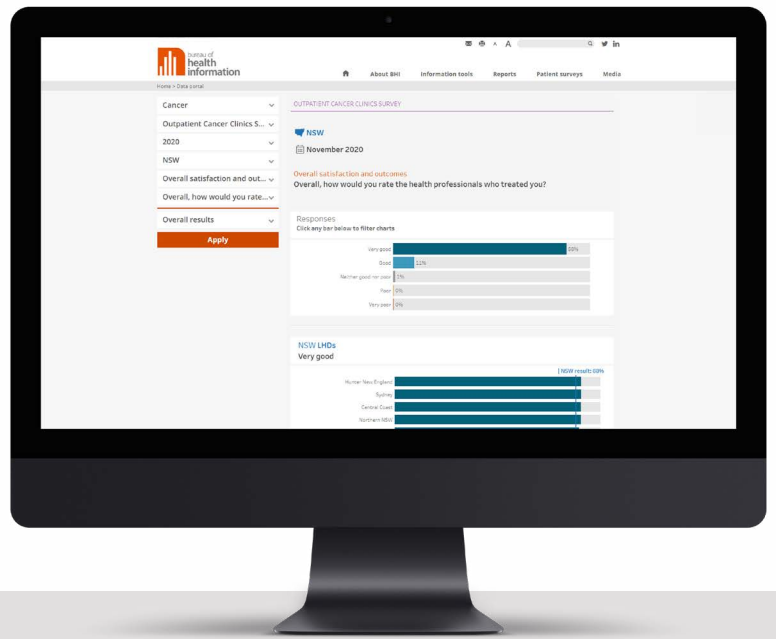 bureau of
health
information
A A
in
About BHI Information tools Reports Patient surveys Media
Home > Data portal
Cancer
Outpatient Cancer Clinics S...
2020
NSW
Overall satisfaction and out...
Overall, how would you rate...
Overall results
Apply
OUTPATIENT CANCER CLINICS SURVEY
NSW
November 2020
Overall satisfaction and outcomes
Overall, how would you rate the health professionals who treated you?
Responses
Click any bar below to filter charts
Very good 88%
Good 11%
Neither good nor poor 1%
Poor 0%
Very poor 0%
NSW LHDs
Very good
Hunter New England
Sydney
Central Coast
Northern NSW